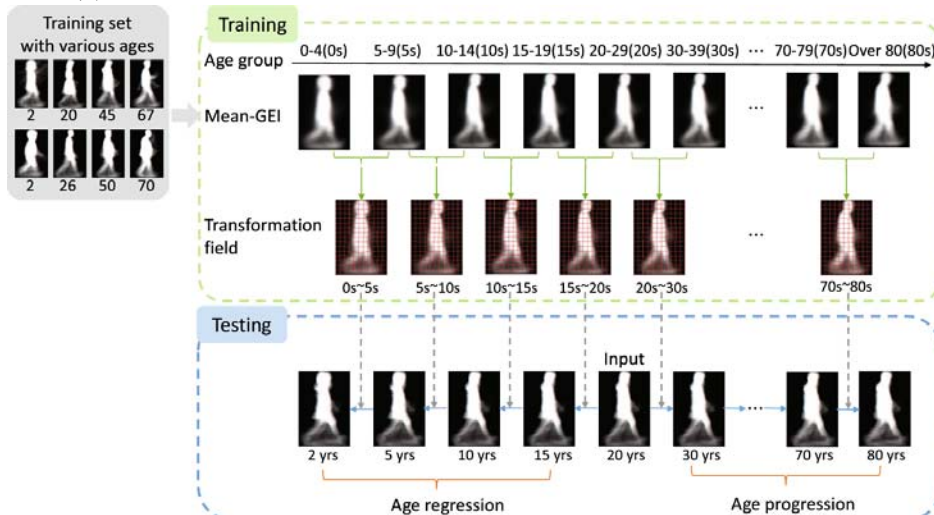 Training set
with various ages
2 20 45 67
2 26 50 70
Training
Age group
0-4(0s) 5-9(5s) 10-14(10s) 15-19(15s) 20-29(20s) 30-39(30s) ... 70-79(70s) Over 80(80s)
Mean-GEI
...
Transformation
field
...
0s~5s 5s~10s 10s~15s 15s~20s 20s~30s 70s~80s
Testing
Input
...
2 yrs 5 yrs 10 yrs 15 yrs 20 yrs 30 yrs 70 yrs 80 yrs
Age regression Age progression